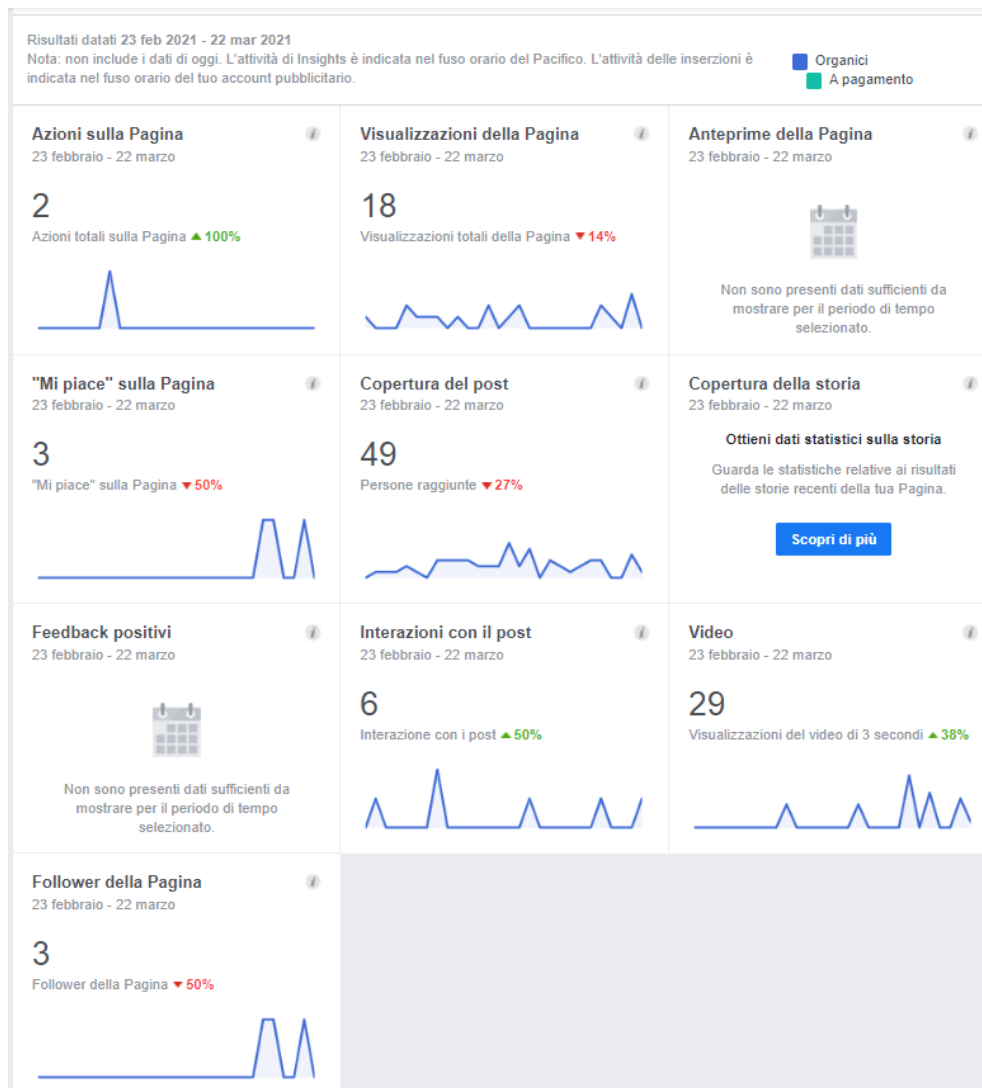 Risultati datati 23 feb 2021 - 22 mar 2021
Nota: non include i dati di oggi. L'attività di Insights è indicata nel fuso orario del Pacifico. L'attività delle inserzioni è
indicata nel fuso orario del tuo account pubblicitario.
Organici
A pagamento
Azioni sulla Pagina
23 febbraio - 22 marzo
2
Azioni totali sulla Pagina ▲ 100%
Visualizzazioni della Pagina
23 febbraio - 22 marzo
18
Visualizzazioni totali della Pagina ▼ 14%
Anteprime della Pagina
23 febbraio - 22 marzo
Non sono presenti dati sufficienti da
mostrare per il periodo di tempo
selezionato.
"Mi piace" sulla Pagina
23 febbraio - 22 marzo
3
"Mi piace" sulla Pagina ▼ 50%
Copertura del post
23 febbraio - 22 marzo
49
Persone raggiunte ▼ 27%
Copertura della storia
23 febbraio - 22 marzo
Ottieni dati statistici sulla storia
Guarda le statistiche relative ai risultati
delle storie recenti della tua Pagina.
Scopri di più
Feedback positivi
23 febbraio - 22 marzo
Non sono presenti dati sufficienti da
mostrare per il periodo di tempo
selezionato.
Interazioni con il post
23 febbraio - 22 marzo
6
Interazione con i post ▲ 50%
Video
23 febbraio - 22 marzo
29
Visualizzazioni del video di 3 secondi ▲ 38%
Follower della Pagina
23 febbraio - 22 marzo
3
Follower della Pagina ▼ 50%